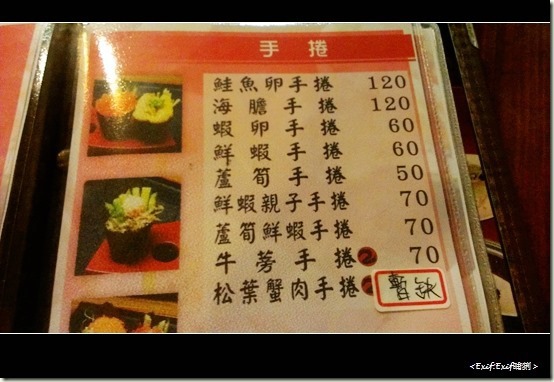 手捲
鮭魚卵手捲 120
海膽手捲 120
蝦卵手捲 60
鮮蝦手捲 60
蘆筍手捲 50
鮮蝦親子手捲 70
蘆筍鮮蝦手捲 70
牛蒡手捲 70
松葉蟹肉手捲 暫缺